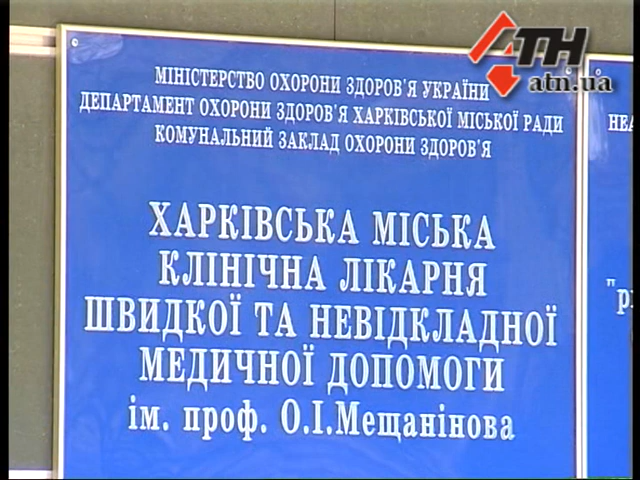 АТН
atn.ua
МІНІСТЕРСТВО ОХОРОНИ ЗДОРОВ'Я УКРАЇНИ
ДЕПАРТАМЕНТ ОХОРОНИ ЗДОРОВ'Я ХАРКІВСЬКОЇ МІСЬКОЇ РАДИ
КОМУНАЛЬНИЙ ЗАКЛАД ОХОРОНИ ЗДОРОВ'Я
ХАРКІВСЬКА МІСЬКА
КЛІНІЧНА ЛІКАРНЯ
ШВИДКОЇ ТА НЕВІДКЛАДНОЇ
МЕДИЧНОЇ ДОПОМОГИ
ім. проф. О.І.Мещанінова